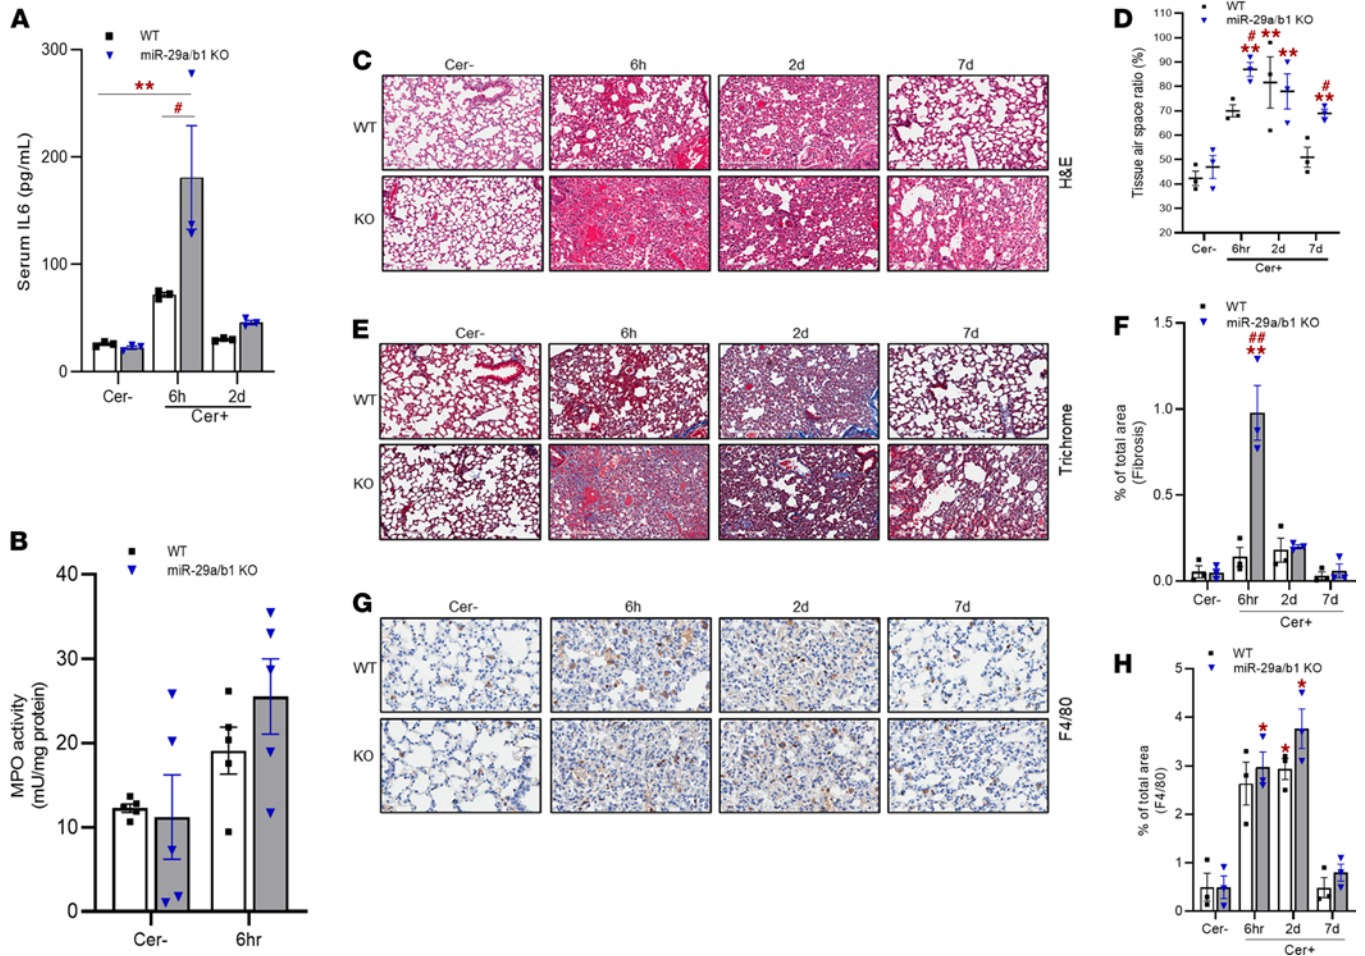 A
WT
miR-29a/b1 KO
300
200
100
0
Serum IL6 (pg/mL)
**
#
Cer-
6h
2d
Cer+
B
WT
miR-29a/b1 KO
40
30
20
10
0
MPO activity
(mU/mg protein)
Cer-
6hr
C
Cer-
6h
2d
7d
WT
KO
H&E
D
WT
miR-29a/b1 KO
110
100
90
80
70
60
50
40
30
20
Tissue air space ratio (%)
#
**
**
**
#
**
Cer-
6hr
2d
7d
Cer+
E
Cer-
6h
2d
7d
WT
KO
Trichrome
F
WT
miR-29a/b1 KO
1.5
1.0
0.5
0.0
% of total area
(Fibrosis)
##
**
Cer-
6hr
2d
7d
Cer+
G
Cer-
6h
2d
7d
WT
KO
F4/80
H
WT
miR-29a/b1 KO
5
4
3
2
1
0
% of total area
(F4/80)
*
*
*
Cer-
6hr
2d
7d
Cer+